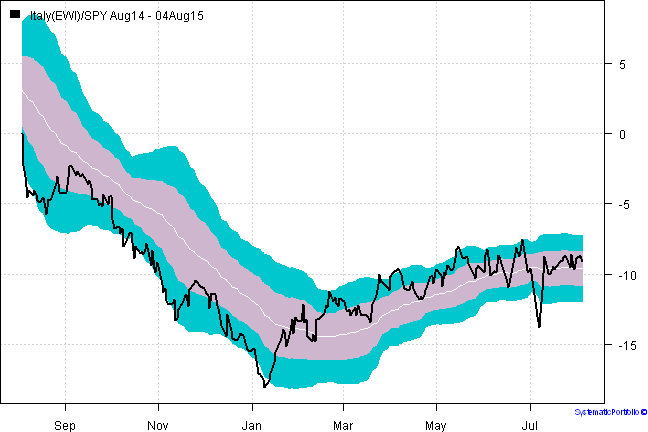 Italy(EWI)/SPY Aug14 - 04Aug15
5
0
-5
-10
-15
Sep Nov Jan Mar May Jul
SystematicPortfolio ©